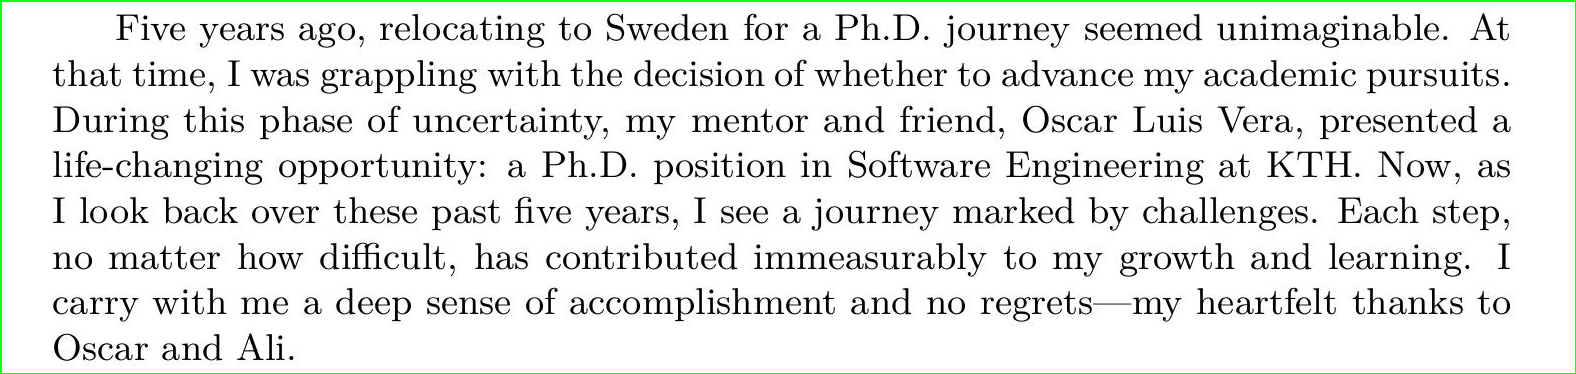 Five years ago, relocating to Sweden for a Ph.D. journey seemed unimaginable. At
that time, I was grappling with the decision of whether to advance my academic pursuits.
During this phase of uncertainty, my mentor and friend, Oscar Luis Vera, presented a
life-changing opportunity: a Ph.D. position in Software Engineering at KTH. Now, as
I look back over these past five years, I see a journey marked by challenges. Each step,
no matter how difficult, has contributed immeasurably to my growth and learning. I
carry with me a deep sense of accomplishment and no regrets—my heartfelt thanks to
Oscar and Ali.